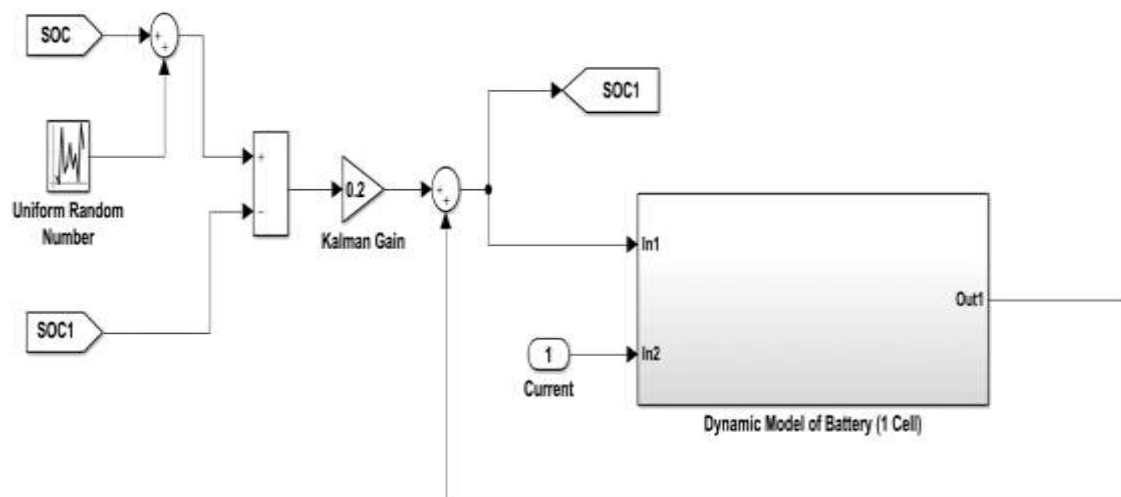 SOC
+
+
SOC1
Uniform Random
Number
+
−
0.2
Kalman Gain
+
+
SOC1
In1
In2
Out1
1
Current
Dynamic Model of Battery (1 Cell)